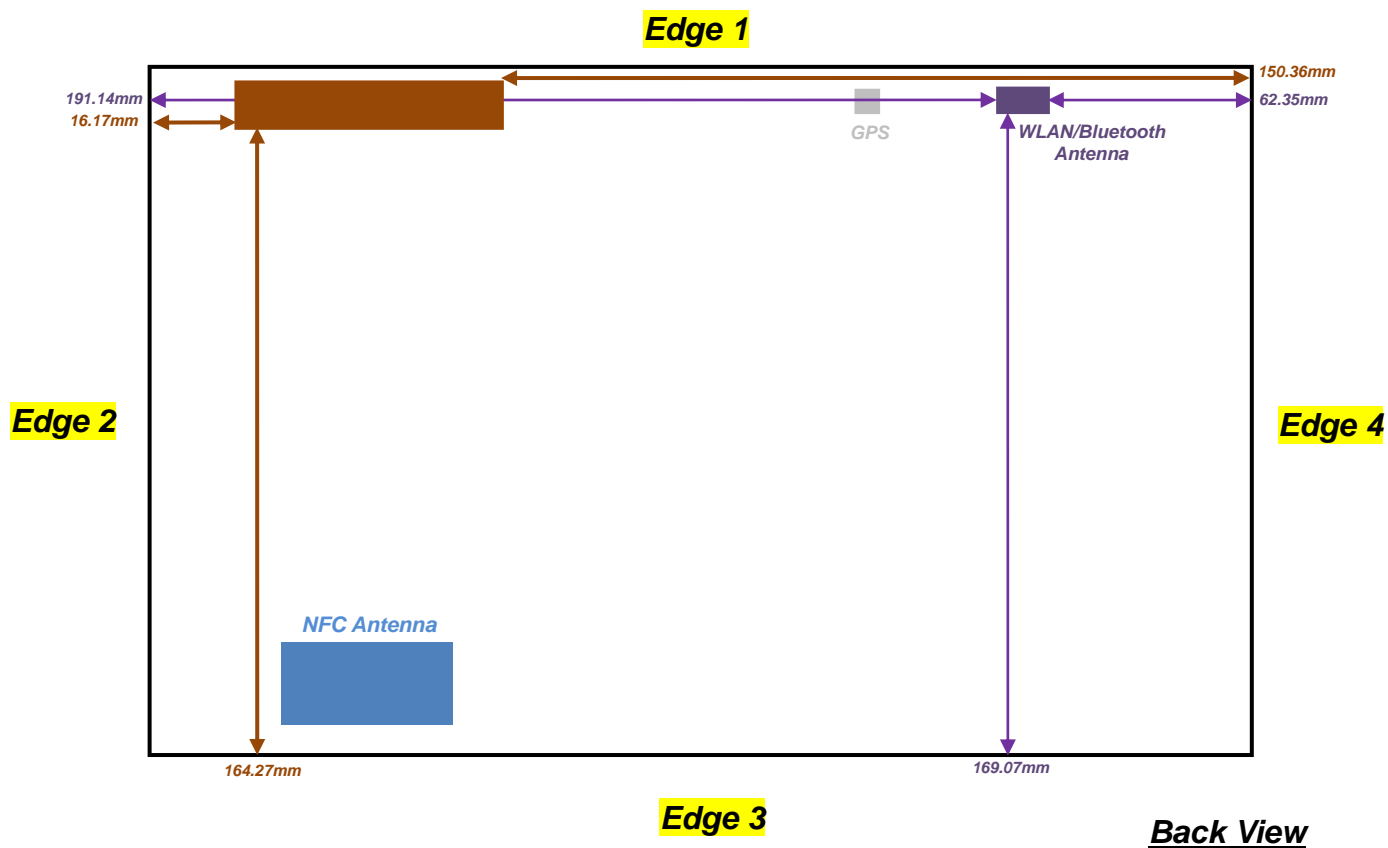 Edge 1
150.36mm
191.14mm
62.35mm
16.17mm
GPS
WLAN/Bluetooth
Antenna
Edge 2
Edge 4
NFC Antenna
164.27mm
169.07mm
Edge 3
Back View